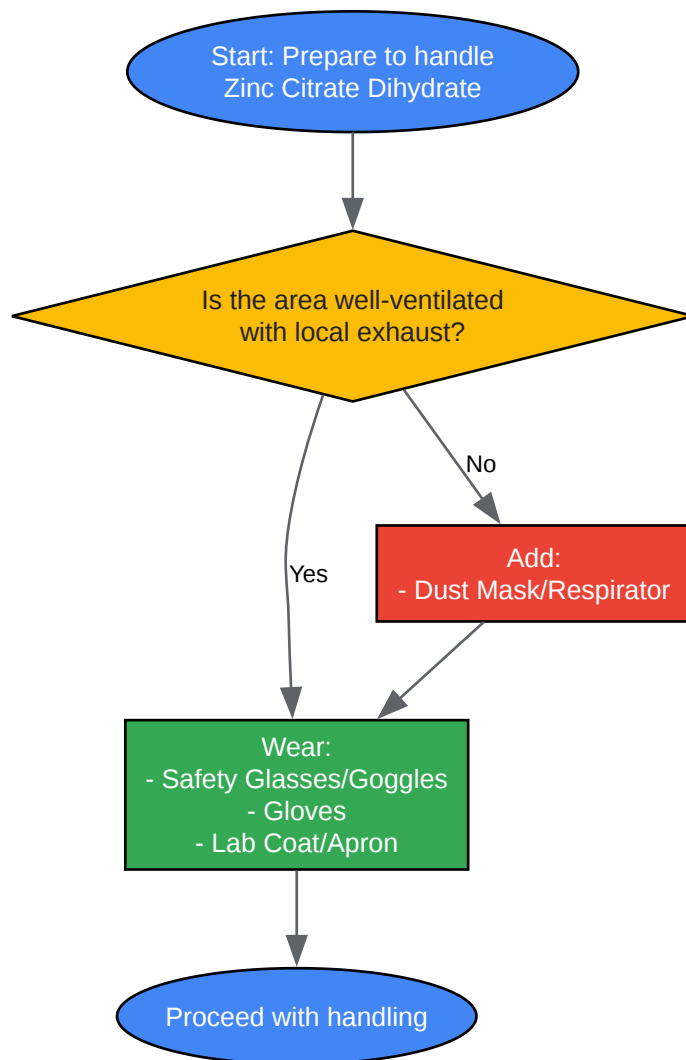 Start: Prepare to handle
Zinc Citrate Dihydrate
Is the area well-ventilated
with local exhaust?
No
Yes
Add:
- Dust Mask/Respirator
Wear:
- Safety Glasses/Goggles
- Gloves
- Lab Coat/Apron
Proceed with handling